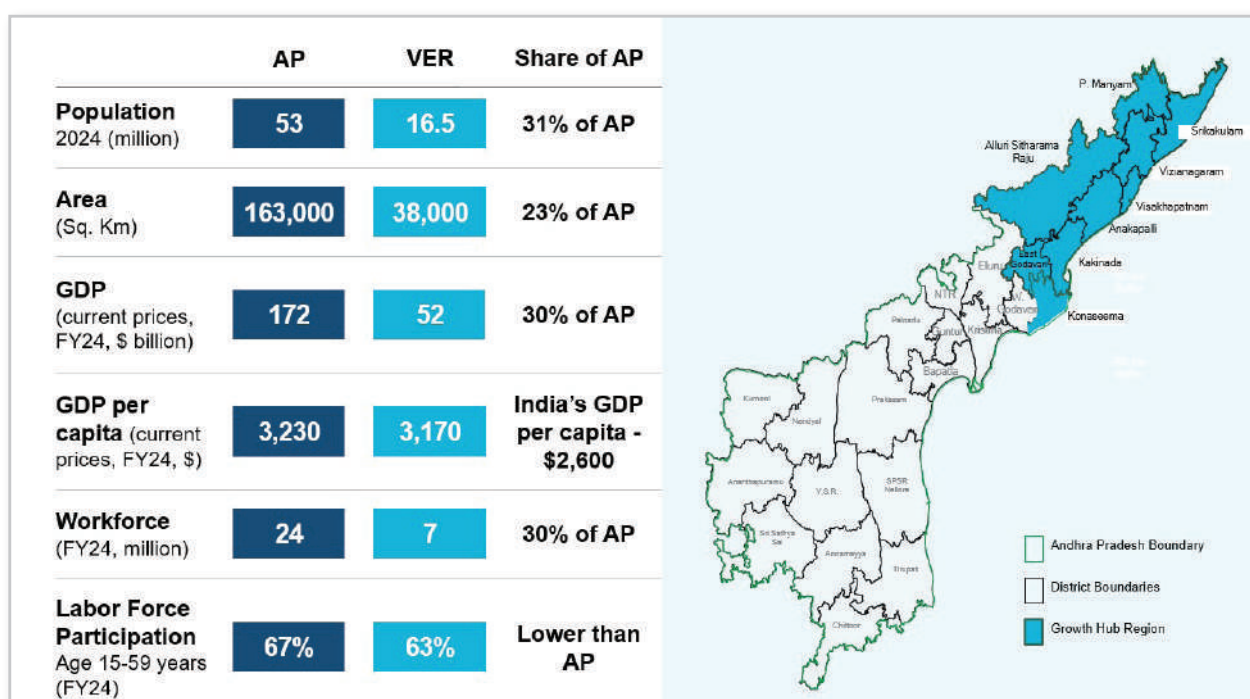 AP VER Share of AP
Population
2024 (million)
53 16.5 31% of AP
Area
(Sq. Km)
163,000 38,000 23% of AP
GDP
(current prices,
FY24, $ billion)
172 52 30% of AP
GDP per
capita (current
prices, FY24, $)
3,230 3,170
India's GDP
per capita -
$2,600
Workforce
(FY24, million)
24 7 30% of AP
Labor Force
Participation
Age 15-59 years
(FY24)
67% 63%
Lower than
AP
P. Manyam
Srikakulam
Alluri Sitharama
Raju
Vizianagaram
Visakhapatnam
Anakapalli
East
Godavari
Kakinada
Eluru
NTR
W.
Godavari
Konaseema
Krishna
Guntur
Palnadu
Bapatla
Prakasam
Kurnool
Nandyal
Ananthapuramu
Y.S.R.
SPSR
Nellore
Sri Sathya
Sai
Annamayya
Tirupati
Chittoor
Andhra Pradesh Boundary
District Boundaries
Growth Hub Region